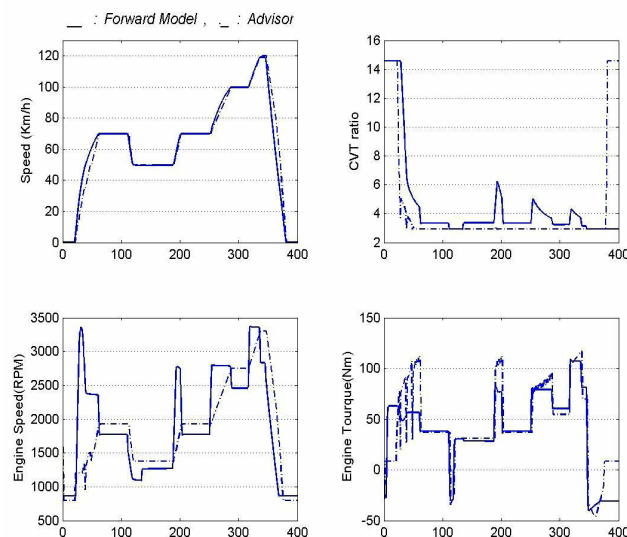 __ : Forward Model , ._ : Advisor
120
100
80
60
40
20
0
0 100 200 300 400
Speed (Km/h)
16
14
12
10
8
6
4
2
0 100 200 300 400
CVT ratio
3500
3000
2500
2000
1500
1000
500
0 100 200 300 400
Engine Speed(RPM)
100
50
0
-50
0 100 200 300 400
Engine Tourque(Nm)